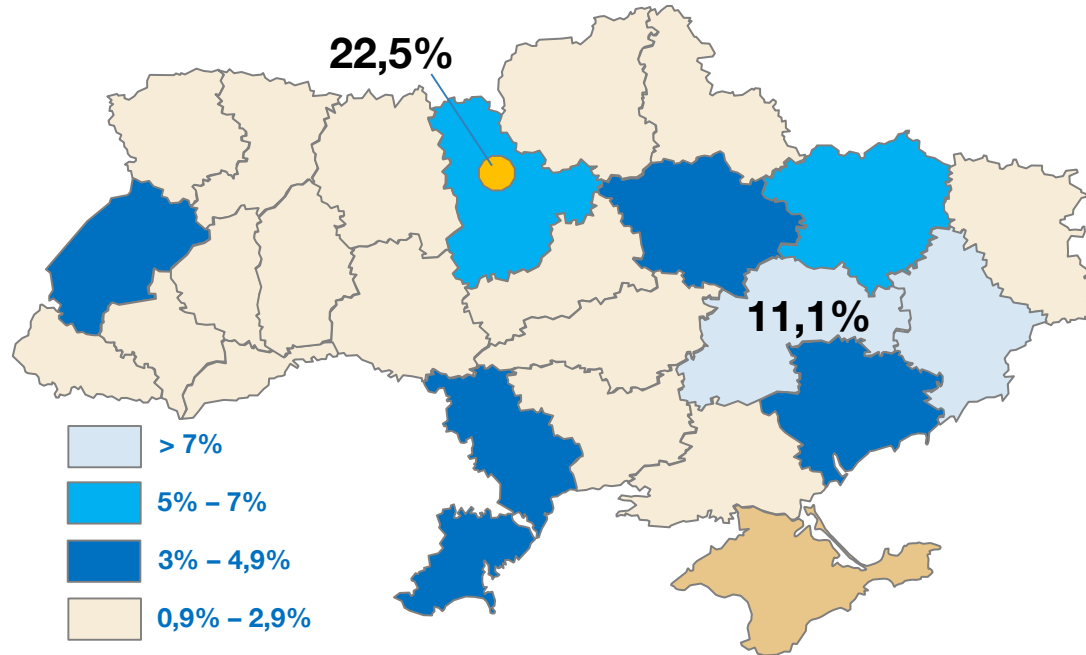 22,5%
11,1%
> 7%
5% – 7%
3% – 4,9%
0,9% – 2,9%